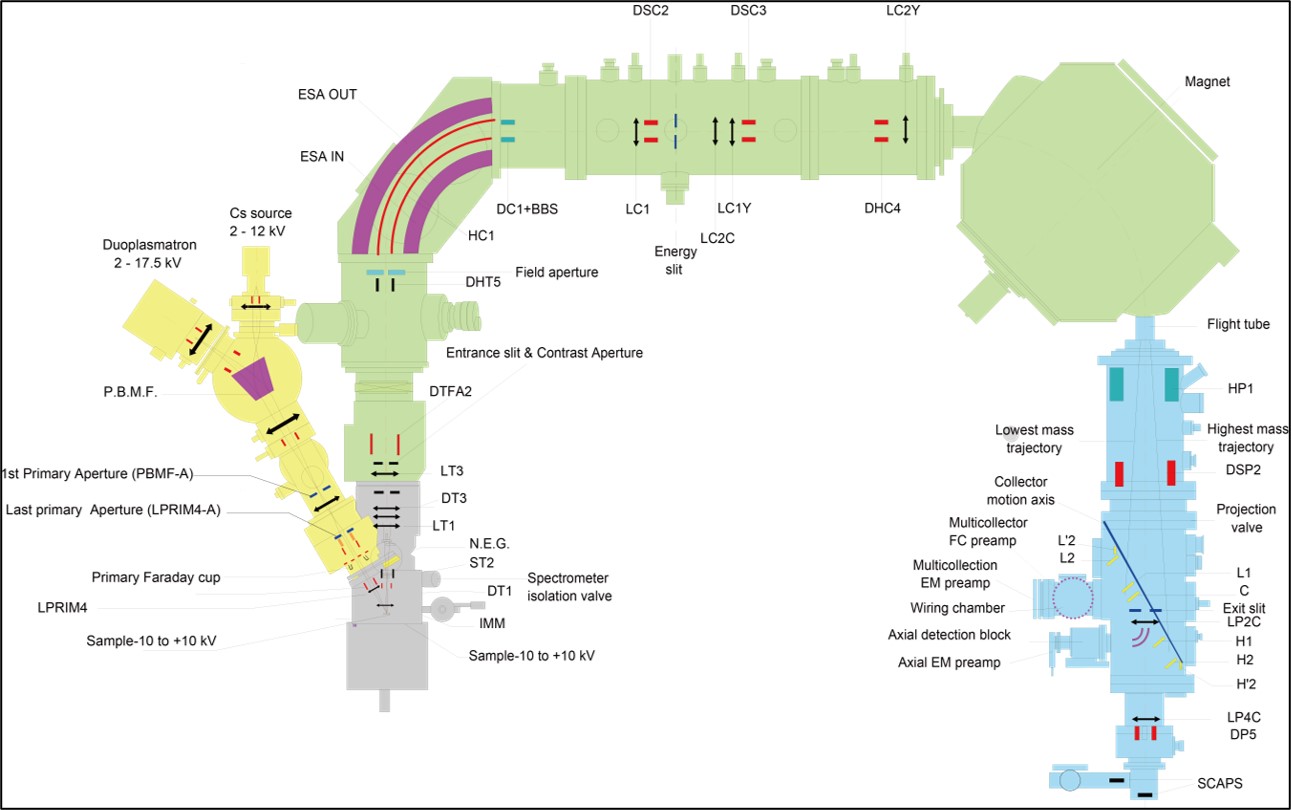 DSC2
DSC3
LC2Y
Magnet
ESA OUT
ESA IN
DC1+BBS
LC1
LC1Y
DHC4
LC2C
HC1
Energy
slit
Cs source
2 - 12 kV
Duoplasmatron
2 - 17.5 kV
Field aperture
DHT5
Flight tube
Entrance slit & Contrast Aperture
P.B.M.F.
DTFA2
HP1
Lowest mass
trajectory
Highest mass
trajectory
1st Primary Aperture (PBMF-A)
LT3
DSP2
Collector
motion axis
DT3
Last primary Aperture (LPRIM4-A)
Projection
valve
LT1
Multicollector
FC preamp
L'2
N.E.G.
L2
ST2
Multicollection
EM preamp
L1
Primary Faraday cup
Spectrometer
isolation valve
DT1
C
LPRIM4
Wiring chamber
Exit slit
LP2C
IMM
Axial detection block
H1
Sample-10 to +10 kV
Sample-10 to +10 kV
Axial EM preamp
H2
H'2
LP4C
DP5
SCAPS